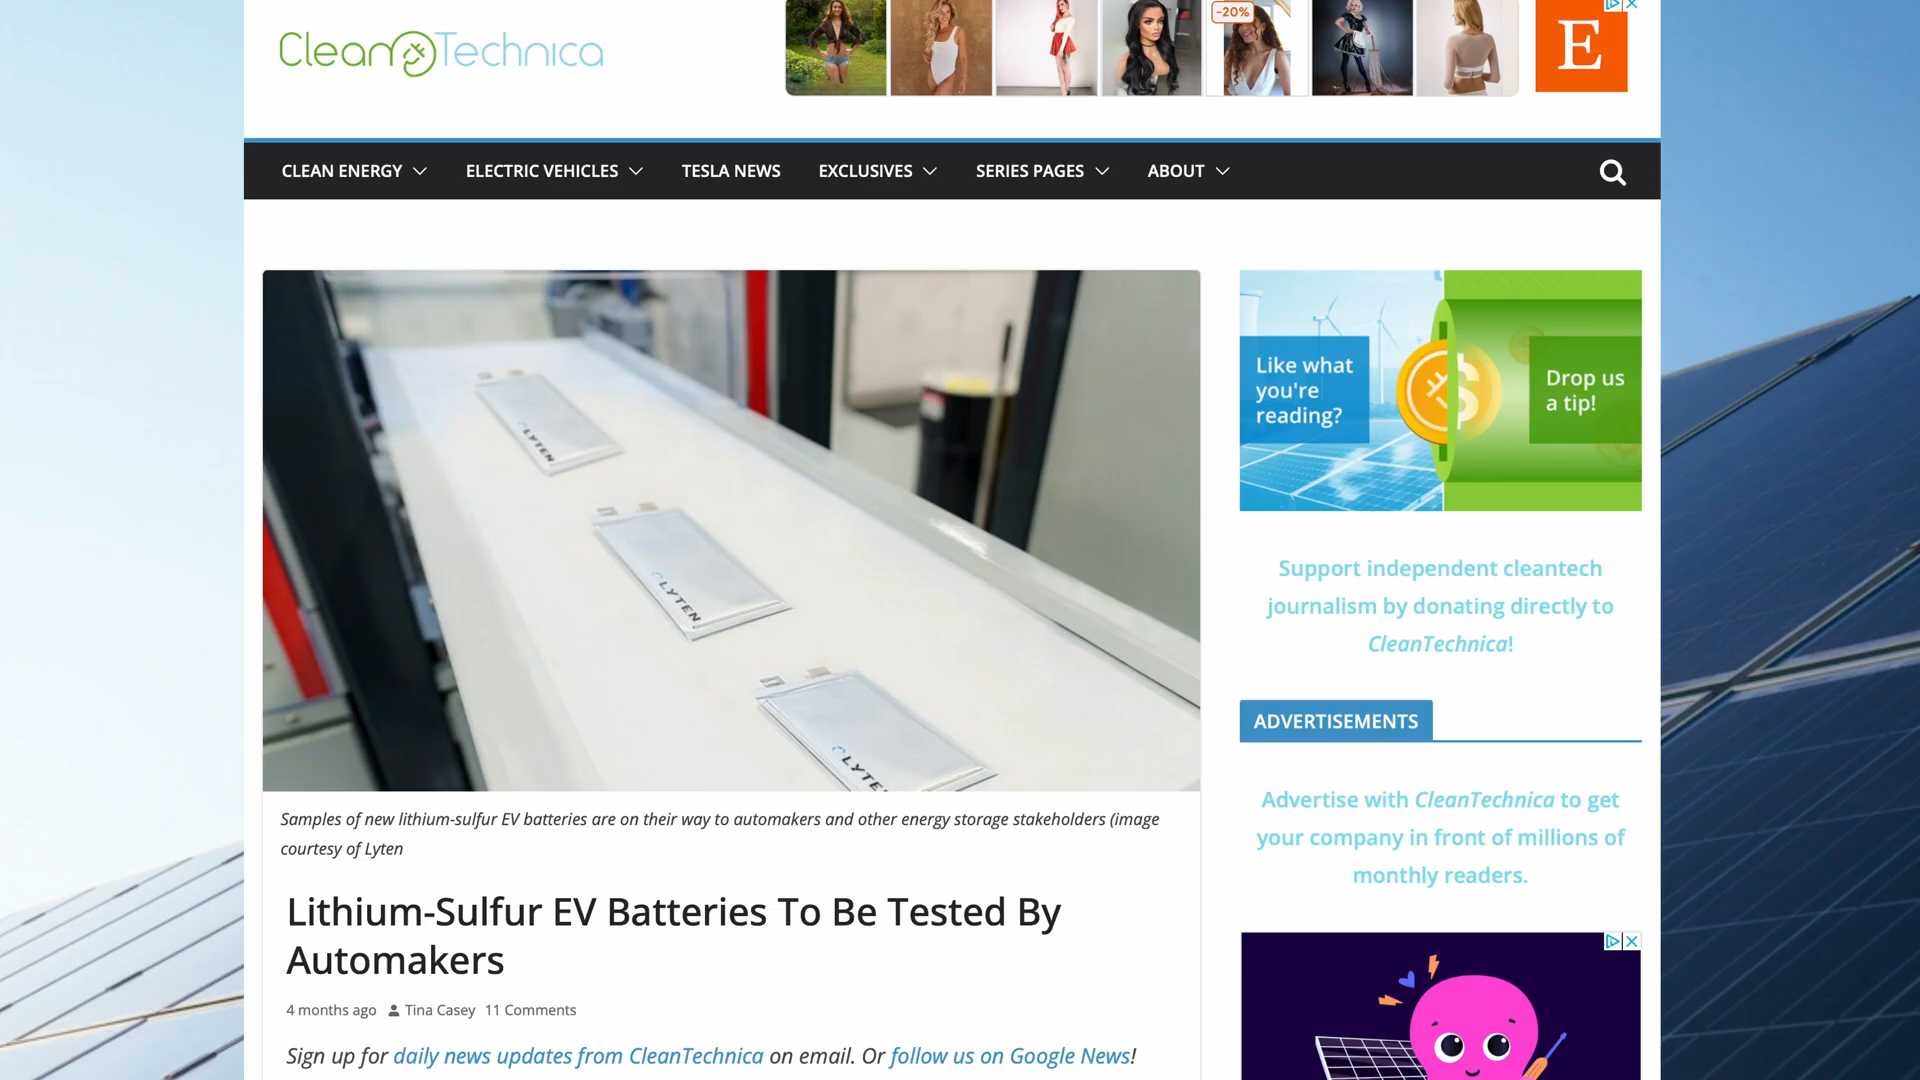 CleanTechnica
-20%
E
CLEAN ENERGY
ELECTRIC VEHICLES
TESLA NEWS
EXCLUSIVES
SERIES PAGES
ABOUT
LYTEN
LYTEN
LYTEN
Samples of new lithium-sulfur EV batteries are on their way to automakers and other energy storage stakeholders (image
courtesy of Lyten
Lithium-Sulfur EV Batteries To Be Tested By
Automakers
4 months ago Tina Casey 11 Comments
Sign up for daily news updates from CleanTechnica on email. Or follow us on Google News!
Like what
you're
reading?
Drop us
a tip!
Support independent cleantech
journalism by donating directly to
CleanTechnica!
ADVERTISEMENTS
Advertise with CleanTechnica to get
your company in front of millions of
monthly readers.